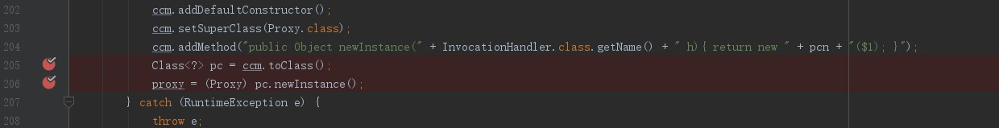 202 ccm.addDefaultConstructor();
203 ccm.setSuperClass(Proxy.class);
204 ccm.addMethod("public Object newInstance(" + InvocationHandler.class.getName() + " h){ return new " + pcn + "($1); }");
205 Class<?> pc = ccm.toClass();
206 proxy = (Proxy) pc.newInstance();
207 } catch (RuntimeException e) {
208 throw e;